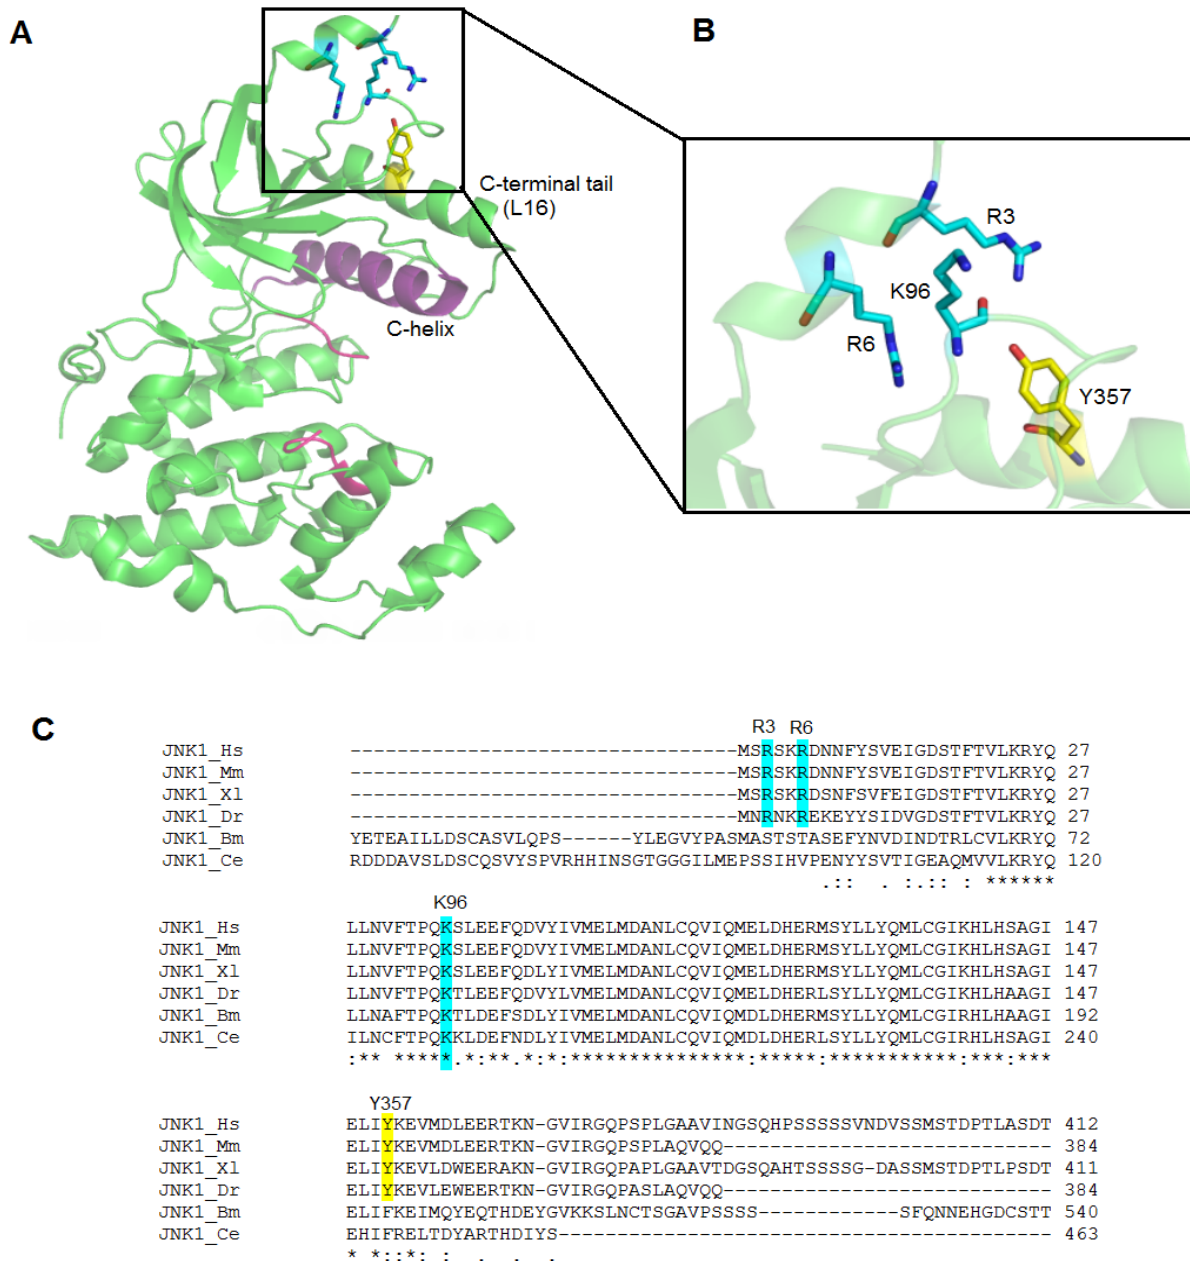 A
B
C-terminal tail
(L16)
C-helix
R3
K96
R6
Y357
C
R3 R6
JNK1_Hs ---------------------------------MSRSKRDNNFYSVEIGDSTFTVLKRYQ 27
JNK1_Mm ---------------------------------MSRSKRDNNFYSVEIGDSTFTVLKRYQ 27
JNK1_Xl ---------------------------------MSRSKRDSNFSVFEIGDSTFTVLKRYQ 27
JNK1_Dr ---------------------------------MNRNKREKEYYSIDVGDSTFTVLKRYQ 27
JNK1_Bm YETEAILLDSCASVLQPS------YLEGVYPASMASTSTASEFYNVDINDTRLCVLKRYQ 72
JNK1_Ce RDDDAVSLDSCQSVYSPVRHHINSGTGGGILMEPSSIHVPENYYSVTIGEAQMVVLKRYQ 120
.:: . :.:: : ******
K96
JNK1_Hs LLNVFTPQKSLEEFQDVYIVMELMDANLCQVIQMELDHERMSYLLYQMLCGIKHLHSAGI 147
JNK1_Mm LLNVFTPQKSLEEFQDVYIVMELMDANLCQVIQMELDHERMSYLLYQMLCGIKHLHSAGI 147
JNK1_Xl LLNVFTPQKSLEEFQDLYIVMELMDANLCQVIQMELDHERMSYLLYQMLCGIKHLHSAGI 147
JNK1_Dr LLNVFTPQKTLEEFQDVYLVMELMDANLCQVIQMELDHERLSYLLYQMLCGIKHLHAAGI 147
JNK1_Bm LLNAFTPQKTLDEFSDLYIVMELMDANLCQVIQMDLDHERMSYLLYQMLCGIRHLHAAGI 192
JNK1_Ce ILNCFTPQKKLDEFNDLYIVMELMDANLCQVIQMDLDHERLSYLLYQMLCGIRHLHSAGI 240
:** *****.*:**.*:*:***************:*****:***********:***:***
Y357
JNK1_Hs ELIYKEVMDLEERTKN-GVIRGQPSPLGAAVINGSQHPSSSSSVNDVSSMSTDPTLASDT 412
JNK1_Mm ELIYKEVMDLEERTKN-GVIRGQPSPLAQVQQ---------------------------- 384
JNK1_Xl ELIYKEVLDWEERAKN-GVIRGQPAPLGAAVTDGSQAHTSSSSG-DASSMSTDPTLPSDT 411
JNK1_Dr ELIYKEVLEWEERTKN-GVIRGQPASLAQVQQ---------------------------- 384
JNK1_Bm ELIFKEIMQYEQTHDEYGVKKSLNCTSGAVPSSSS------------SFQNNEHGDCSTT 540
JNK1_Ce EHIFRELTDYARTHDIYS------------------------------------------ 463
* *::*: : . : . .